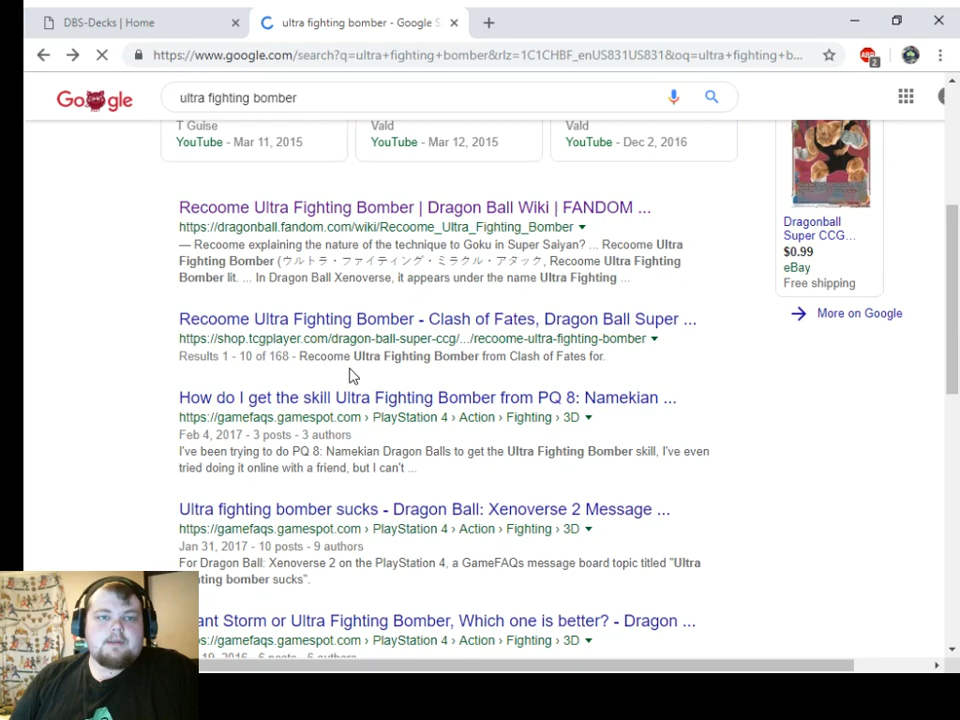 DBS-Decks | Home
ultra fighting bomber - Google S
https://www.google.com/search?q=ultra+fighting+bomber&rlz=1C1CHBF_enUS831US831&oq=ultra+fighting+b...
ABP
2
Google
ultra fighting bomber
T Guise
YouTube - Mar 11, 2015
Vald
YouTube - Mar 12, 2015
Vald
YouTube - Dec 2, 2016
Recoome Ultra Fighting Bomber | Dragon Ball Wiki | FANDOM ...
https://dragonball.fandom.com/wiki/Recoome_Ultra_Fighting_Bomber
— Recoome explaining the nature of the technique to Goku in Super Saiyan? ... Recoome Ultra
Fighting Bomber (ウルトラ・ファイティング・ミラクル・アタック, Recoome Ultra Fighting
Bomber lit. ... In Dragon Ball Xenoverse, it appears under the name Ultra Fighting ...
Recoome Ultra Fighting Bomber - Clash of Fates, Dragon Ball Super ...
https://shop.tcgplayer.com/dragon-ball-super-ccg/.../recoome-ultra-fighting-bomber
Results 1 - 10 of 168 - Recoome Ultra Fighting Bomber from Clash of Fates for.
How do I get the skill Ultra Fighting Bomber from PQ 8: Namekian ...
https://gamefaqs.gamespot.com › PlayStation 4 › Action › Fighting › 3D
Feb 4, 2017 - 3 posts - 3 authors
I've been trying to do PQ 8: Namekian Dragon Balls to get the Ultra Fighting Bomber skill, I've even
tried doing it online with a friend, but I can't ...
Ultra fighting bomber sucks - Dragon Ball: Xenoverse 2 Message ...
https://gamefaqs.gamespot.com › PlayStation 4 › Action › Fighting › 3D
Jan 31, 2017 - 10 posts - 9 authors
For Dragon Ball: Xenoverse 2 on the PlayStation 4, a GameFAQs message board topic titled "Ultra
ting bomber sucks".
ant Storm or Ultra Fighting Bomber, Which one is better? - Dragon ...
ps://gamefaqs.gamespot.com › PlayStation 4 › Action › Fighting › 3D
Dragonball
Super CCG...
$0.99
eBay
Free shipping
More on Google